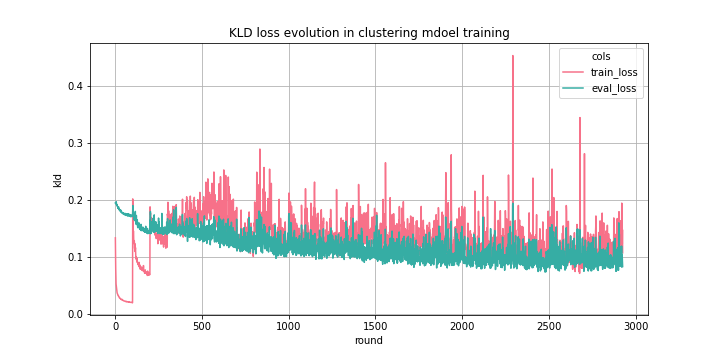 KLD loss evolution in clustering mdoel training
cols
train_loss
eval_loss
0.4
0.3
0.2
0.1
0.0
kld
0 500 1000 1500 2000 2500 3000
round